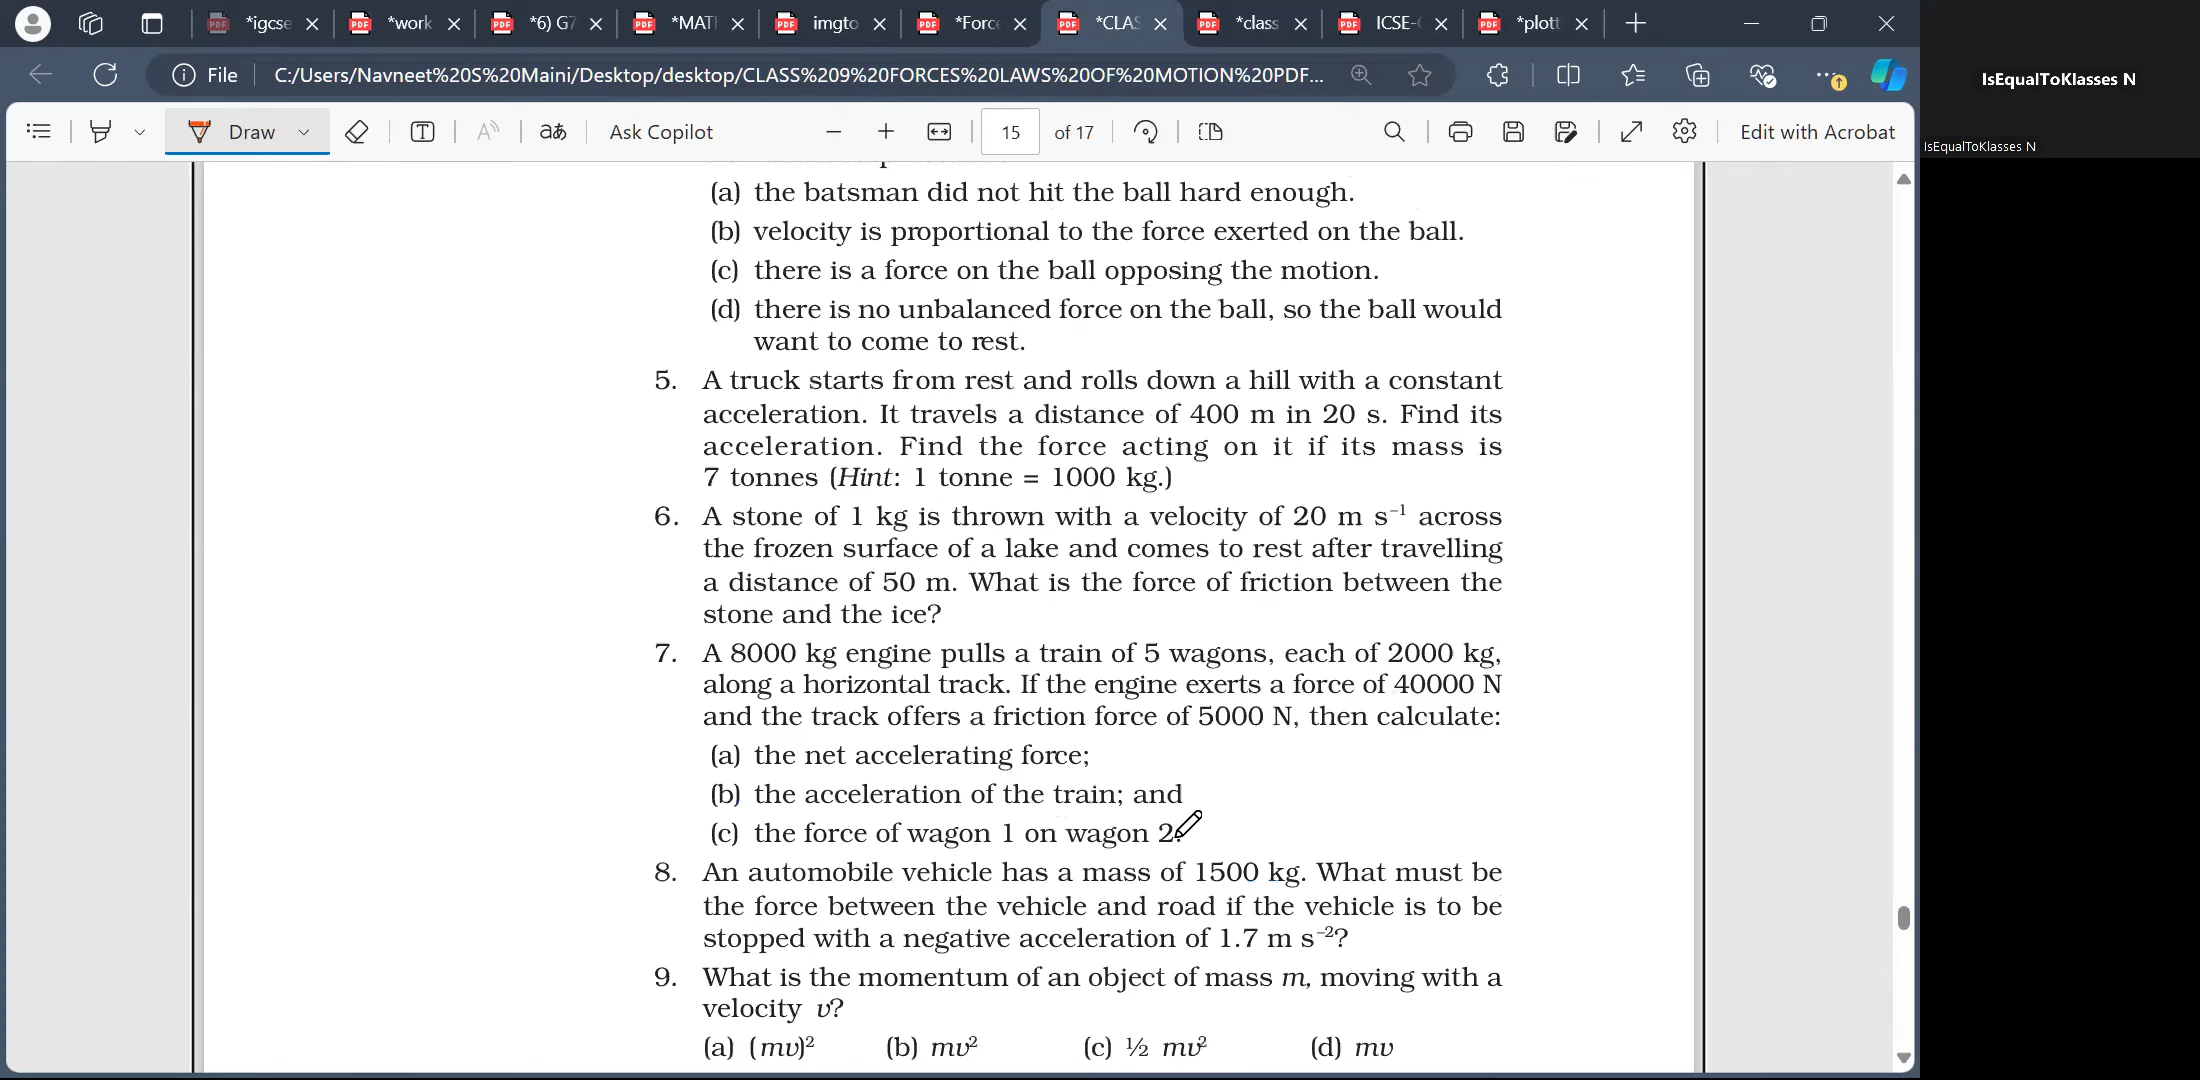 *igcse
*work
*6) G7
*MATH
imgto
*Force
*CLAS
*class
ICSE-
*plott
File
C:/Users/Navneet%20S%20Maini/Desktop/desktop/CLASS%209%20FORCES%20LAWS%20OF%20MOTION%20PDF...
IsEqualToKlasses N
IsEqualToKlasses N
Draw
Ask Copilot
15
of 17
Edit with Acrobat
(a) the batsman did not hit the ball hard enough.
(b) velocity is proportional to the force exerted on the ball.
(c) there is a force on the ball opposing the motion.
(d) there is no unbalanced force on the ball, so the ball would
want to come to rest.
5. A truck starts from rest and rolls down a hill with a constant
acceleration. It travels a distance of 400 m in 20 s. Find its
acceleration. Find the force acting on it if its mass is
7 tonnes (Hint: 1 tonne = 1000 kg.)
6. A stone of 1 kg is thrown with a velocity of 20 m s⁻¹ across
the frozen surface of a lake and comes to rest after travelling
a distance of 50 m. What is the force of friction between the
stone and the ice?
7. A 8000 kg engine pulls a train of 5 wagons, each of 2000 kg,
along a horizontal track. If the engine exerts a force of 40000 N
and the track offers a friction force of 5000 N, then calculate:
(a) the net accelerating force;
(b) the acceleration of the train; and
(c) the force of wagon 1 on wagon 2.
8. An automobile vehicle has a mass of 1500 kg. What must be
the force between the vehicle and road if the vehicle is to be
stopped with a negative acceleration of 1.7 m s⁻²?
9. What is the momentum of an object of mass m, moving with a
velocity v?
(a) (mv)² (b) mv² (c) ½ mv² (d) mv